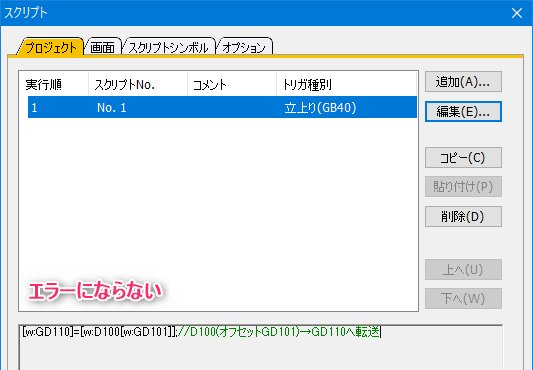 スクリプト
プロジェクト 画面 スクリプトシンボル オプション
実行順 スクリプトNo. コメント トリガ種別
1 No. 1 立上り(GB40)
追加(A)...
編集(E)...
コピー(C)
貼り付け(P)
削除(D)
上へ(U)
下へ(W)
エラーにならない
[w:GD110]=[w:D100[w:GD101]];//D100(オフセットGD101)→GD110へ転送